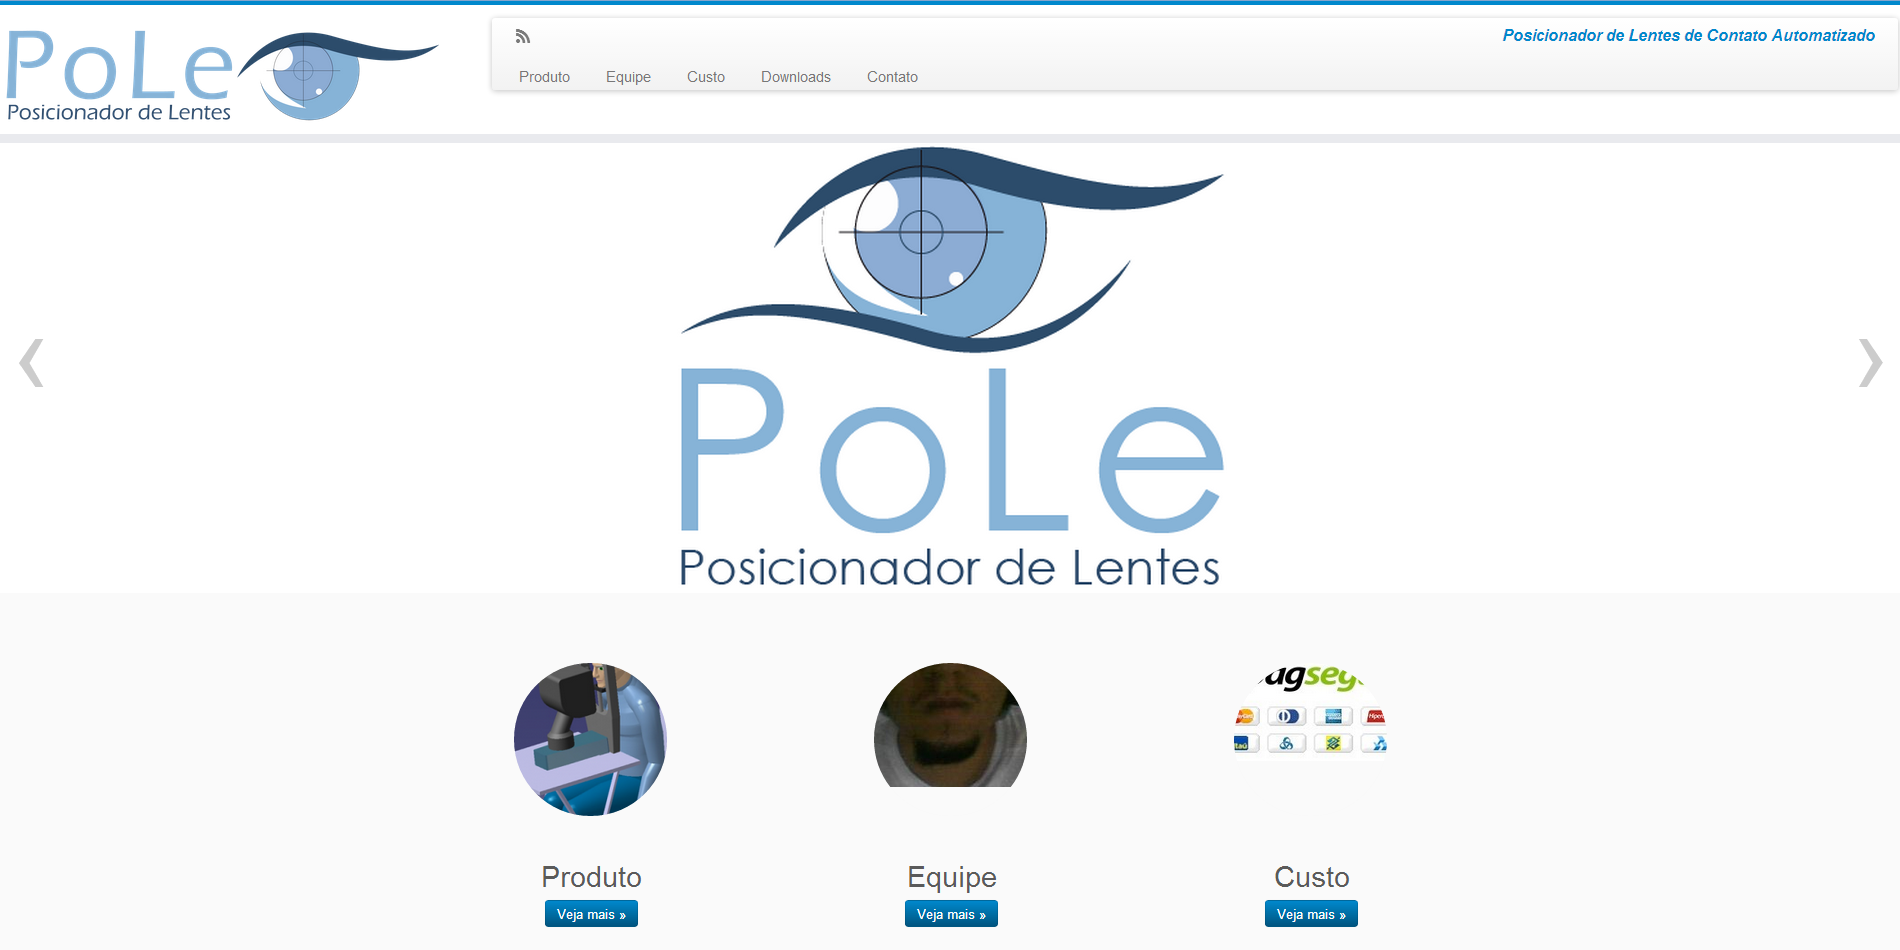 PoLe
Posicionador de Lentes
Posicionador de Lentes de Contato Automatizado
Produto Equipe Custo Downloads Contato
PoLe
Posicionador de Lentes
agsey
Produto Equipe Custo
Veja mais » Veja mais » Veja mais »